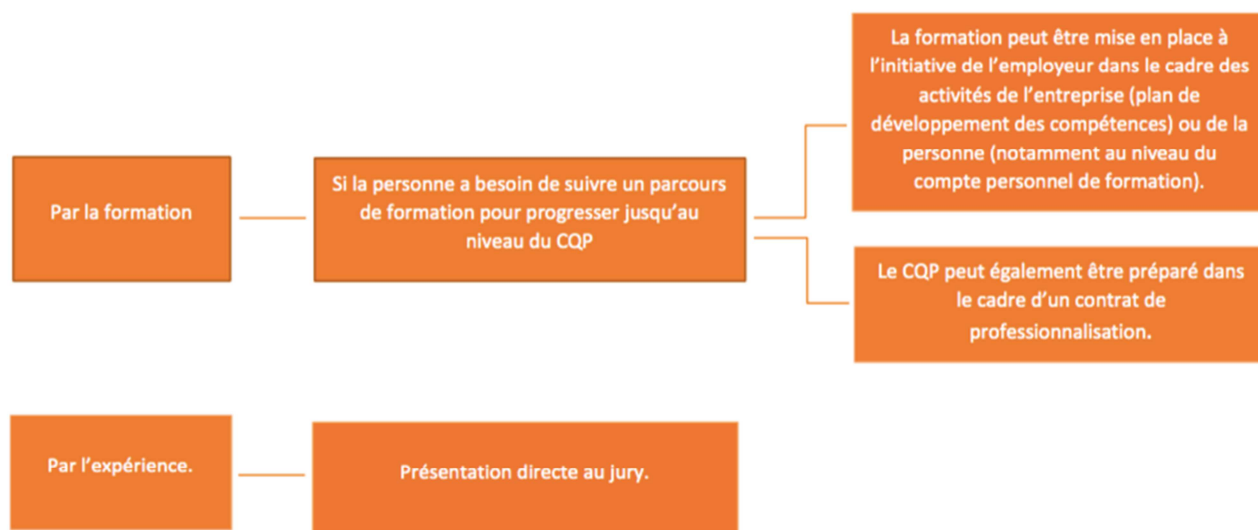 Par la formation
Si la personne a besoin de suivre un parcours
de formation pour progresser jusqu’au
niveau du CQP
La formation peut être mise en place à
l’initiative de l’employeur dans le cadre des
activités de l’entreprise (plan de
développement des compétences) ou de la
personne (notamment au niveau du
compte personnel de formation).
Le CQP peut également être préparé dans
le cadre d’un contrat de
professionnalisation.
Par l’expérience.
Présentation directe au jury.